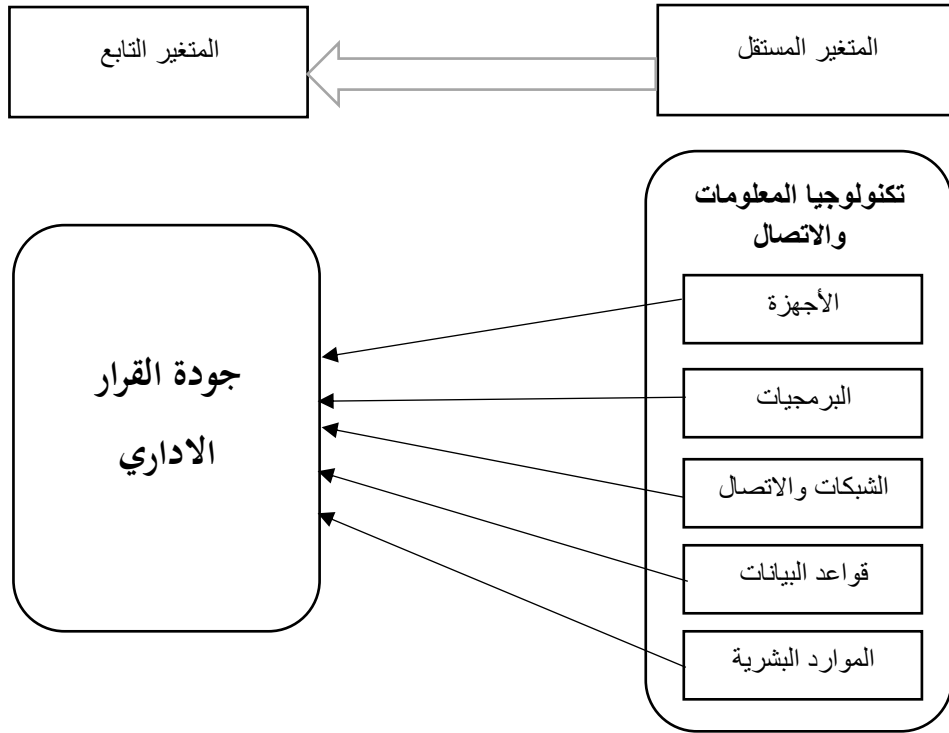 المتغير المستقل
المتغير التابع
تكنولوجيا المعلومات
والاتصال
الأجهزة
البرمجيات
الشبكات والاتصال
قواعد البيانات
الموارد البشرية
جودة القرار
الاداري